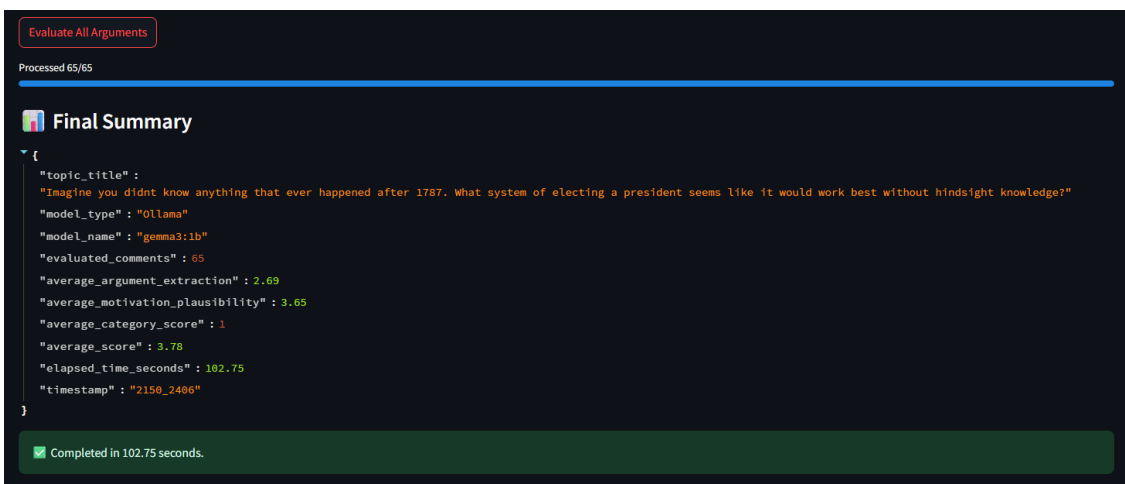 Evaluate All Arguments
Processed 65/65
📊 Final Summary
{
"topic_title" :
"Imagine you didnt know anything that ever happened after 1787. What system of electing a president seems like it would work best without hindsight knowledge?"
"model_type" : "Ollama"
"model_name" : "gemma3:1b"
"evaluated_comments" : 65
"average_argument_extraction" : 2.69
"average_motivation_plausibility" : 3.65
"average_category_score" : 1
"average_score" : 3.78
"elapsed_time_seconds" : 102.75
"timestamp" : "2150_2406"
}
✅ Completed in 102.75 seconds.